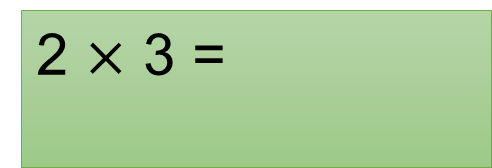 2 × 3 =